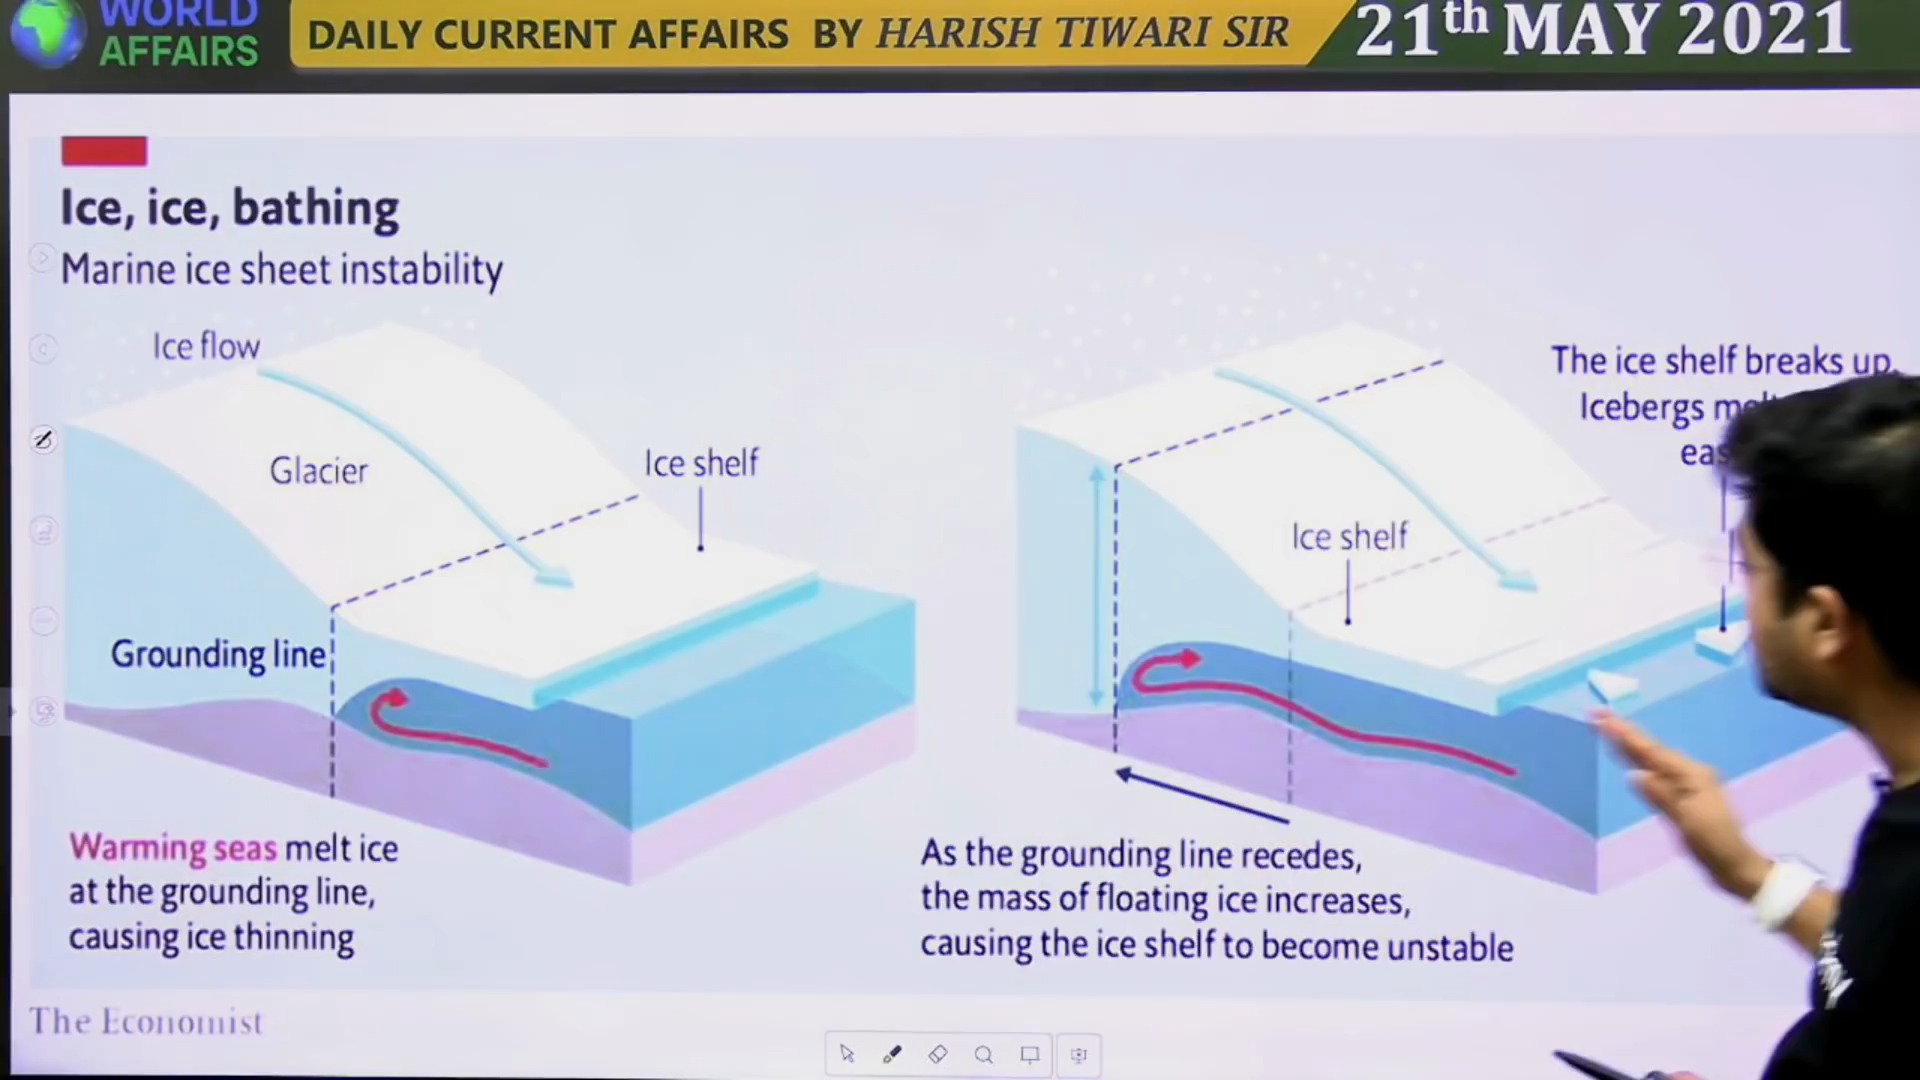 WORLD
AFFAIRS
DAILY CURRENT AFFAIRS BY HARISH TIWARI SIR
21th MAY 2021
Ice, ice, bathing
Marine ice sheet instability
Ice flow
Glacier
Ice shelf
Grounding line
Warming seas melt ice
at the grounding line,
causing ice thinning
The ice shelf breaks up.
Icebergs
Ice shelf
As the grounding line recedes,
the mass of floating ice increases,
causing the ice shelf to become unstable
The Economist